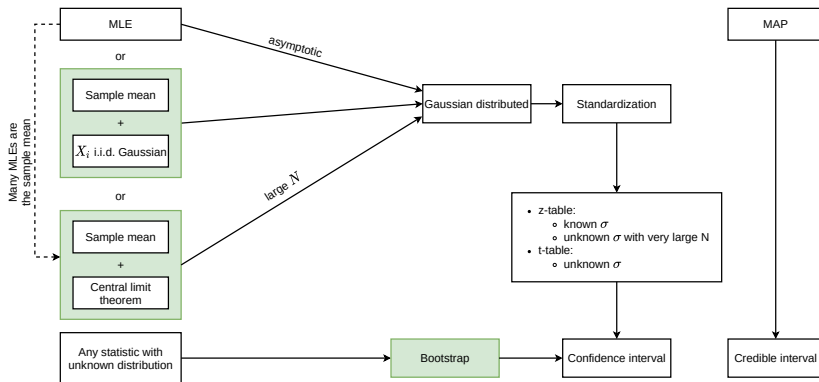 MLE
MAP
asymptotic
or
Many MLEs are
the sample mean
Sample mean
+
X_i i.i.d. Gaussian
Gaussian distributed
Standardization
large N
or
Sample mean
+
Central limit
theorem
• z-table:
∘ known σ
∘ unknown σ with very large N
• t-table:
∘ unknown σ
Any statistic with
unknown distribution
Bootstrap
Confidence interval
Credible interval